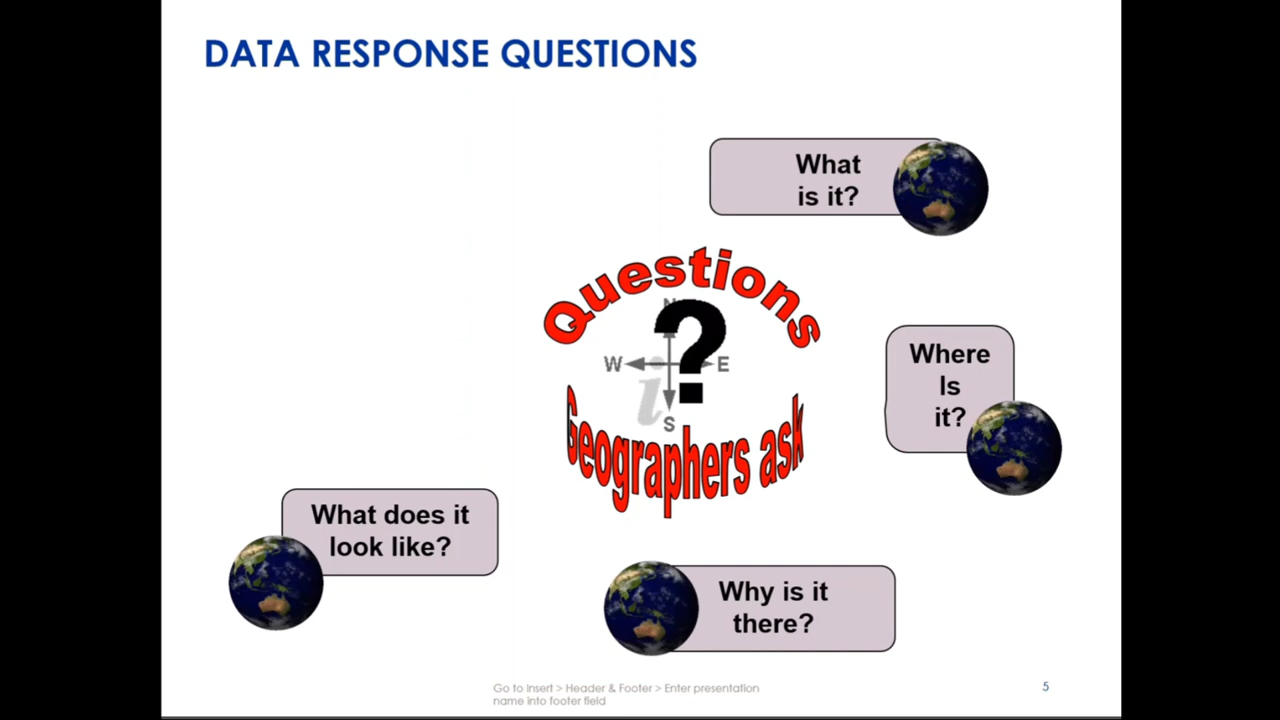 DATA RESPONSE QUESTIONS
What
is it?
Questions
N
W
E
i
?
S
Geographers ask
Where
Is
it?
What does it
look like?
Why is it
there?
Go to Insert > Header & Footer > Enter presentation
name into footer field
5